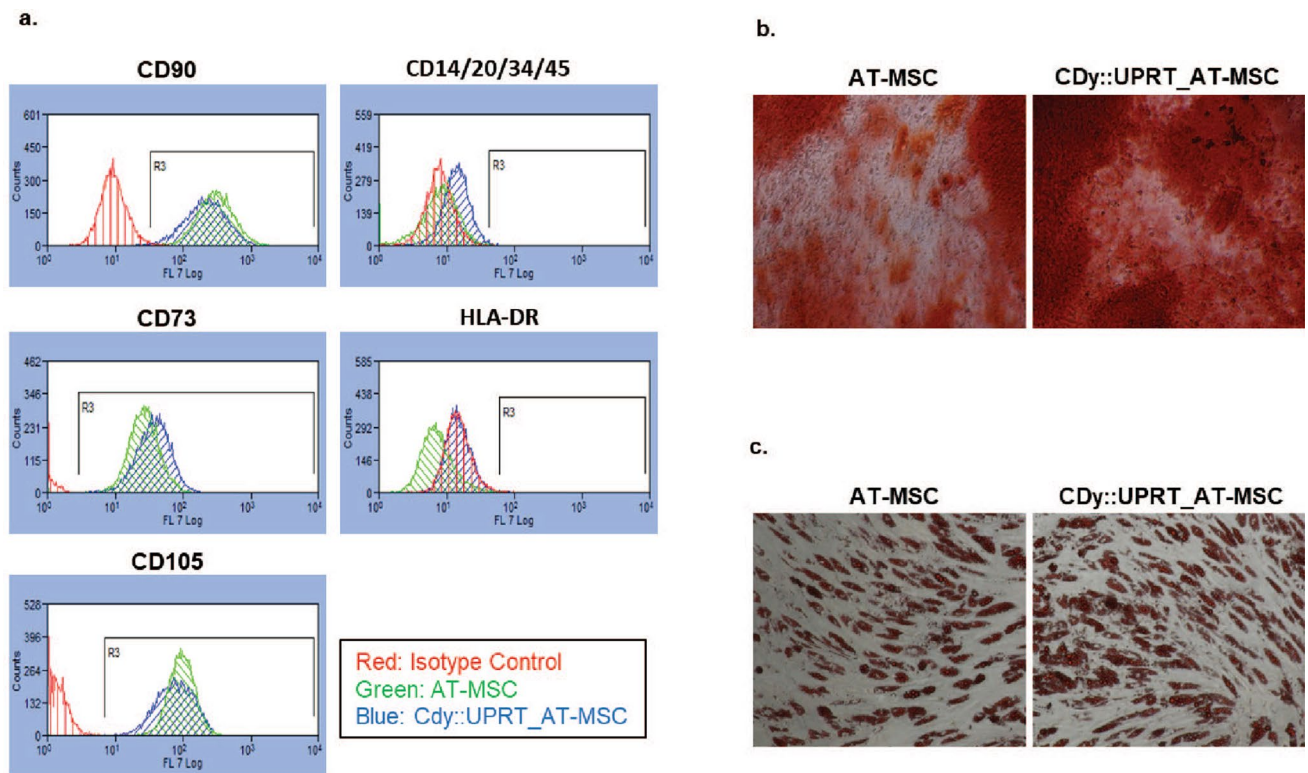 a.
CD90
601
450
300
150
0
Counts
R3
10⁰ 10¹ 10² 10³ 10⁴
FL 7 Log
CD14/20/34/45
559
419
279
139
0
Counts
R3
10⁰ 10¹ 10² 10³ 10⁴
FL 7 Log
CD73
462
346
231
115
0
Counts
R3
10⁰ 10¹ 10² 10³ 10⁴
FL 7 Log
HLA-DR
585
438
292
146
0
Counts
R3
10⁰ 10¹ 10² 10³ 10⁴
FL 7 Log
CD105
528
396
264
132
0
Counts
R3
10⁰ 10¹ 10² 10³ 10⁴
FL 7 Log
Red: Isotype Control
Green: AT-MSC
Blue: Cdy::UPRT_AT-MSC
b.
AT-MSC CDy::UPRT_AT-MSC
c.
AT-MSC CDy::UPRT_AT-MSC